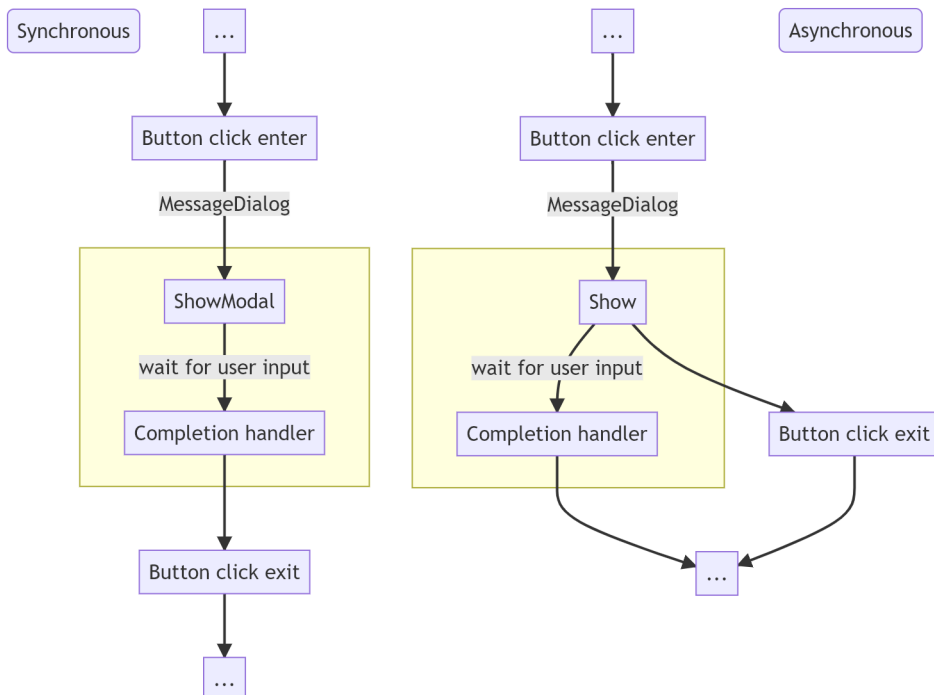 Synchronous
...
Button click enter
MessageDialog
ShowModal
wait for user input
Completion handler
Button click exit
...
Asynchronous
...
Button click enter
MessageDialog
Show
wait for user input
Completion handler
Button click exit
...